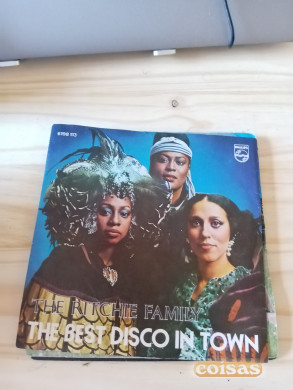 PHILIPS
THE RITCHIE FAMILY
THE BEST DISCO IN TOWN
coisas